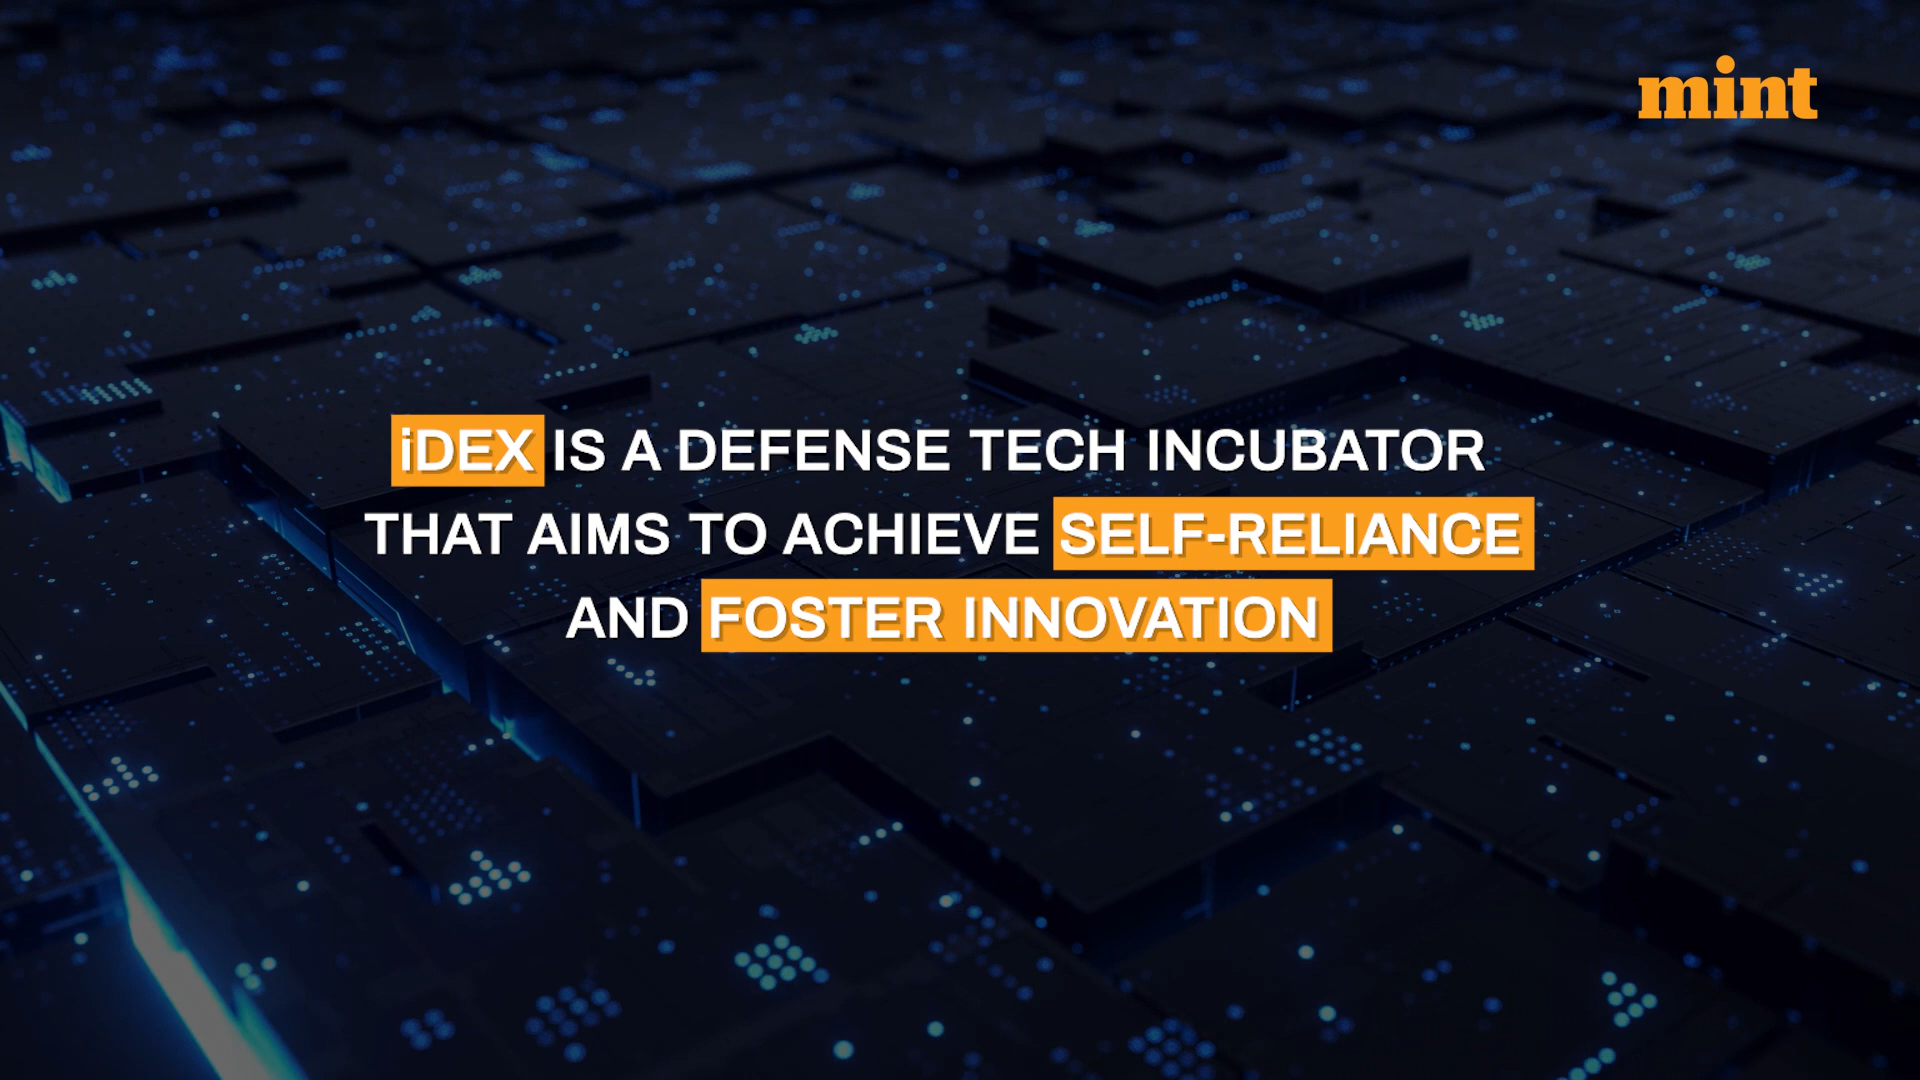 mint
iDEX IS A DEFENSE TECH INCUBATOR
THAT AIMS TO ACHIEVE SELF-RELIANCE
AND FOSTER INNOVATION